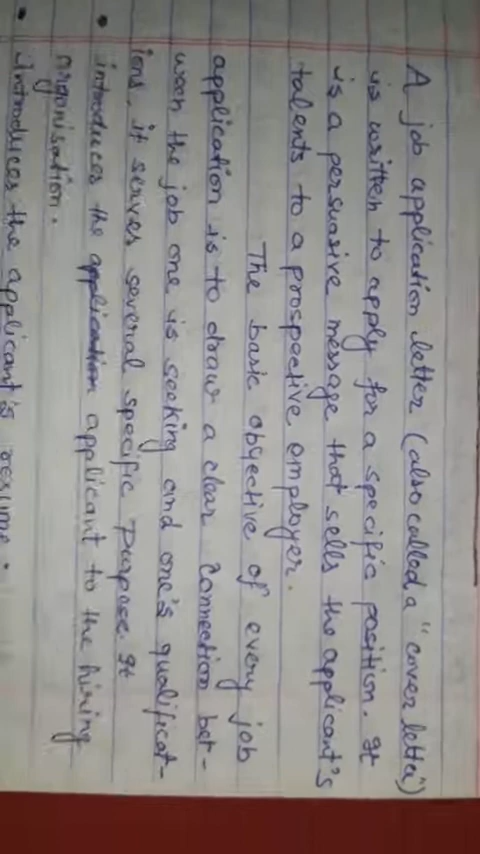 A job application letter (also called a "cover letter")
is written to apply for a specific position. It
is a persuasive message that sells the applicant's
talents to a prospective employer.
The basic objective of every job
application is to draw a clear connection bet-
ween the job one is seeking and one's qualificat-
ions. it serves several specific purpose. It
• introduces the application applicant to the hiring
organisation.
• Introduces the applicant's resume.